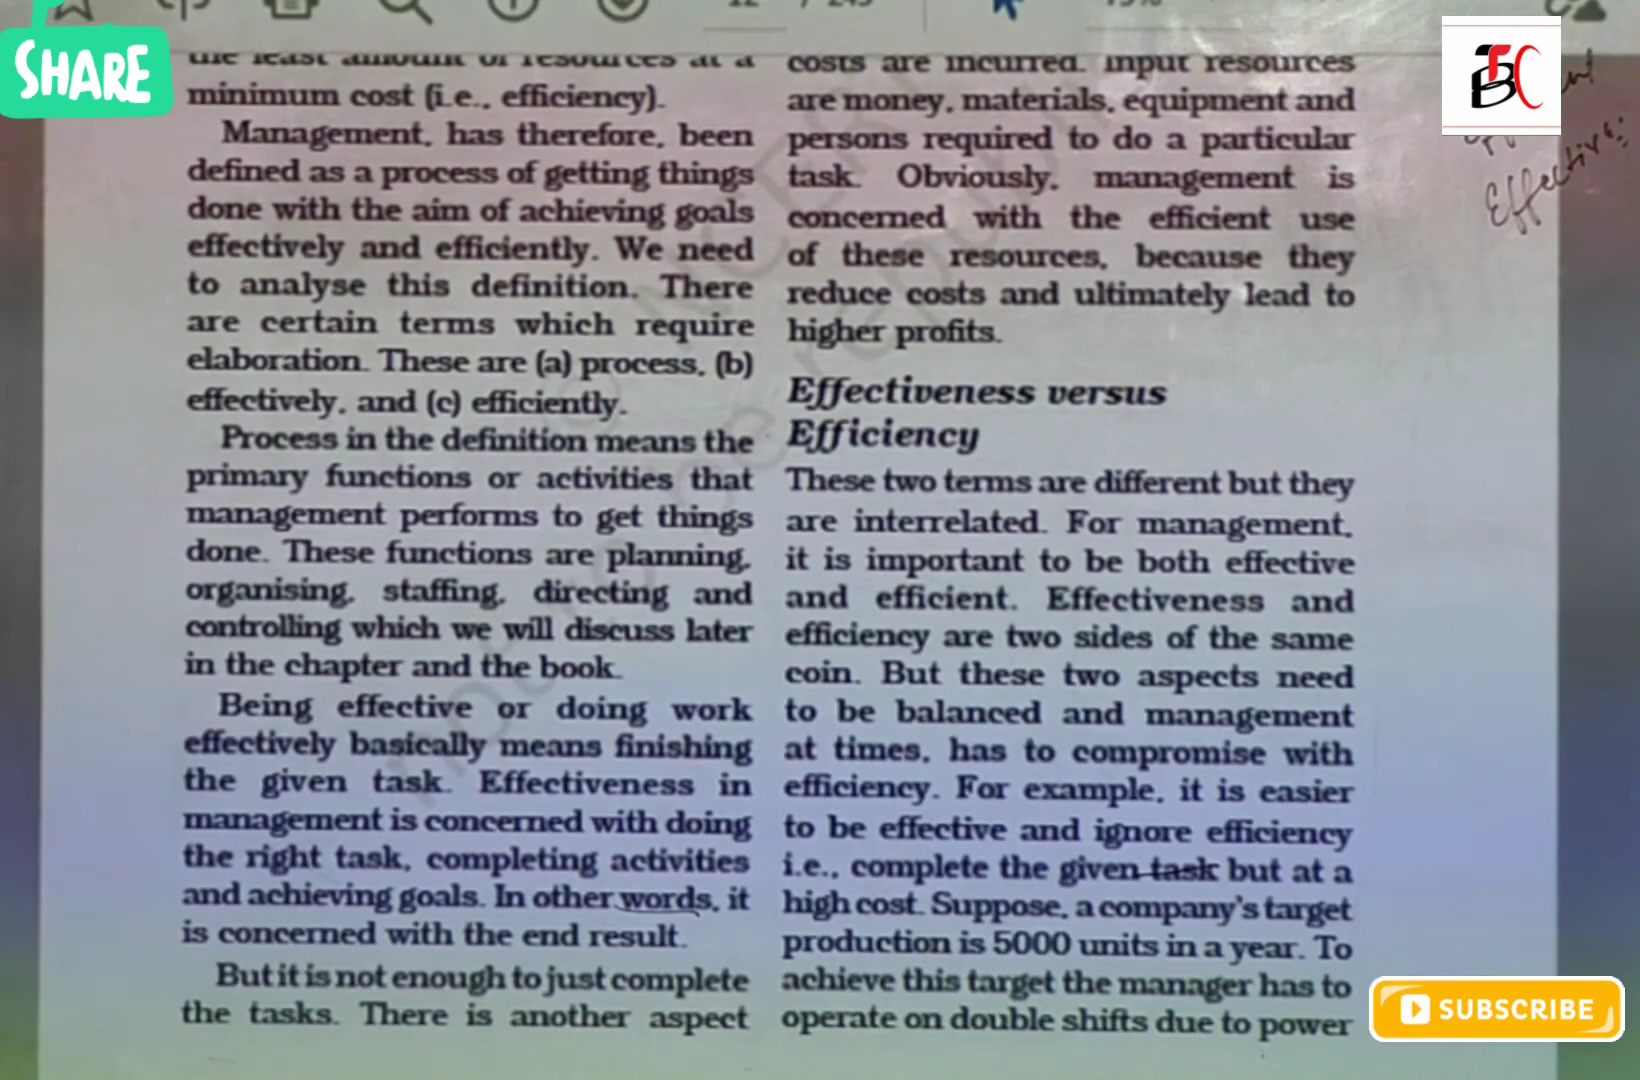 SHARE
the least amount of resources at a
minimum cost (i.e., efficiency).
Management, has therefore, been
defined as a process of getting things
done with the aim of achieving goals
effectively and efficiently. We need
to analyse this definition. There
are certain terms which require
elaboration. These are (a) process, (b)
effectively, and (c) efficiently.
Process in the definition means the
primary functions or activities that
management performs to get things
done. These functions are planning,
organising, staffing, directing and
controlling which we will discuss later
in the chapter and the book.
Being effective or doing work
effectively basically means finishing
the given task. Effectiveness in
management is concerned with doing
the right task, completing activities
and achieving goals. In other words, it
is concerned with the end result.
But it is not enough to just complete
the tasks. There is another aspect
costs are incurred. Input resources
are money, materials, equipment and
persons required to do a particular
task. Obviously, management is
concerned with the efficient use
of these resources, because they
reduce costs and ultimately lead to
higher profits.
Effectiveness versus
Efficiency
These two terms are different but they
are interrelated. For management,
it is important to be both effective
and efficient. Effectiveness and
efficiency are two sides of the same
coin. But these two aspects need
to be balanced and management
at times, has to compromise with
efficiency. For example, it is easier
to be effective and ignore efficiency
i.e., complete the given task but at a
high cost. Suppose, a company's target
production is 5000 units in a year. To
achieve this target the manager has to
operate on double shifts due to power
Effective:
SUBSCRIBE